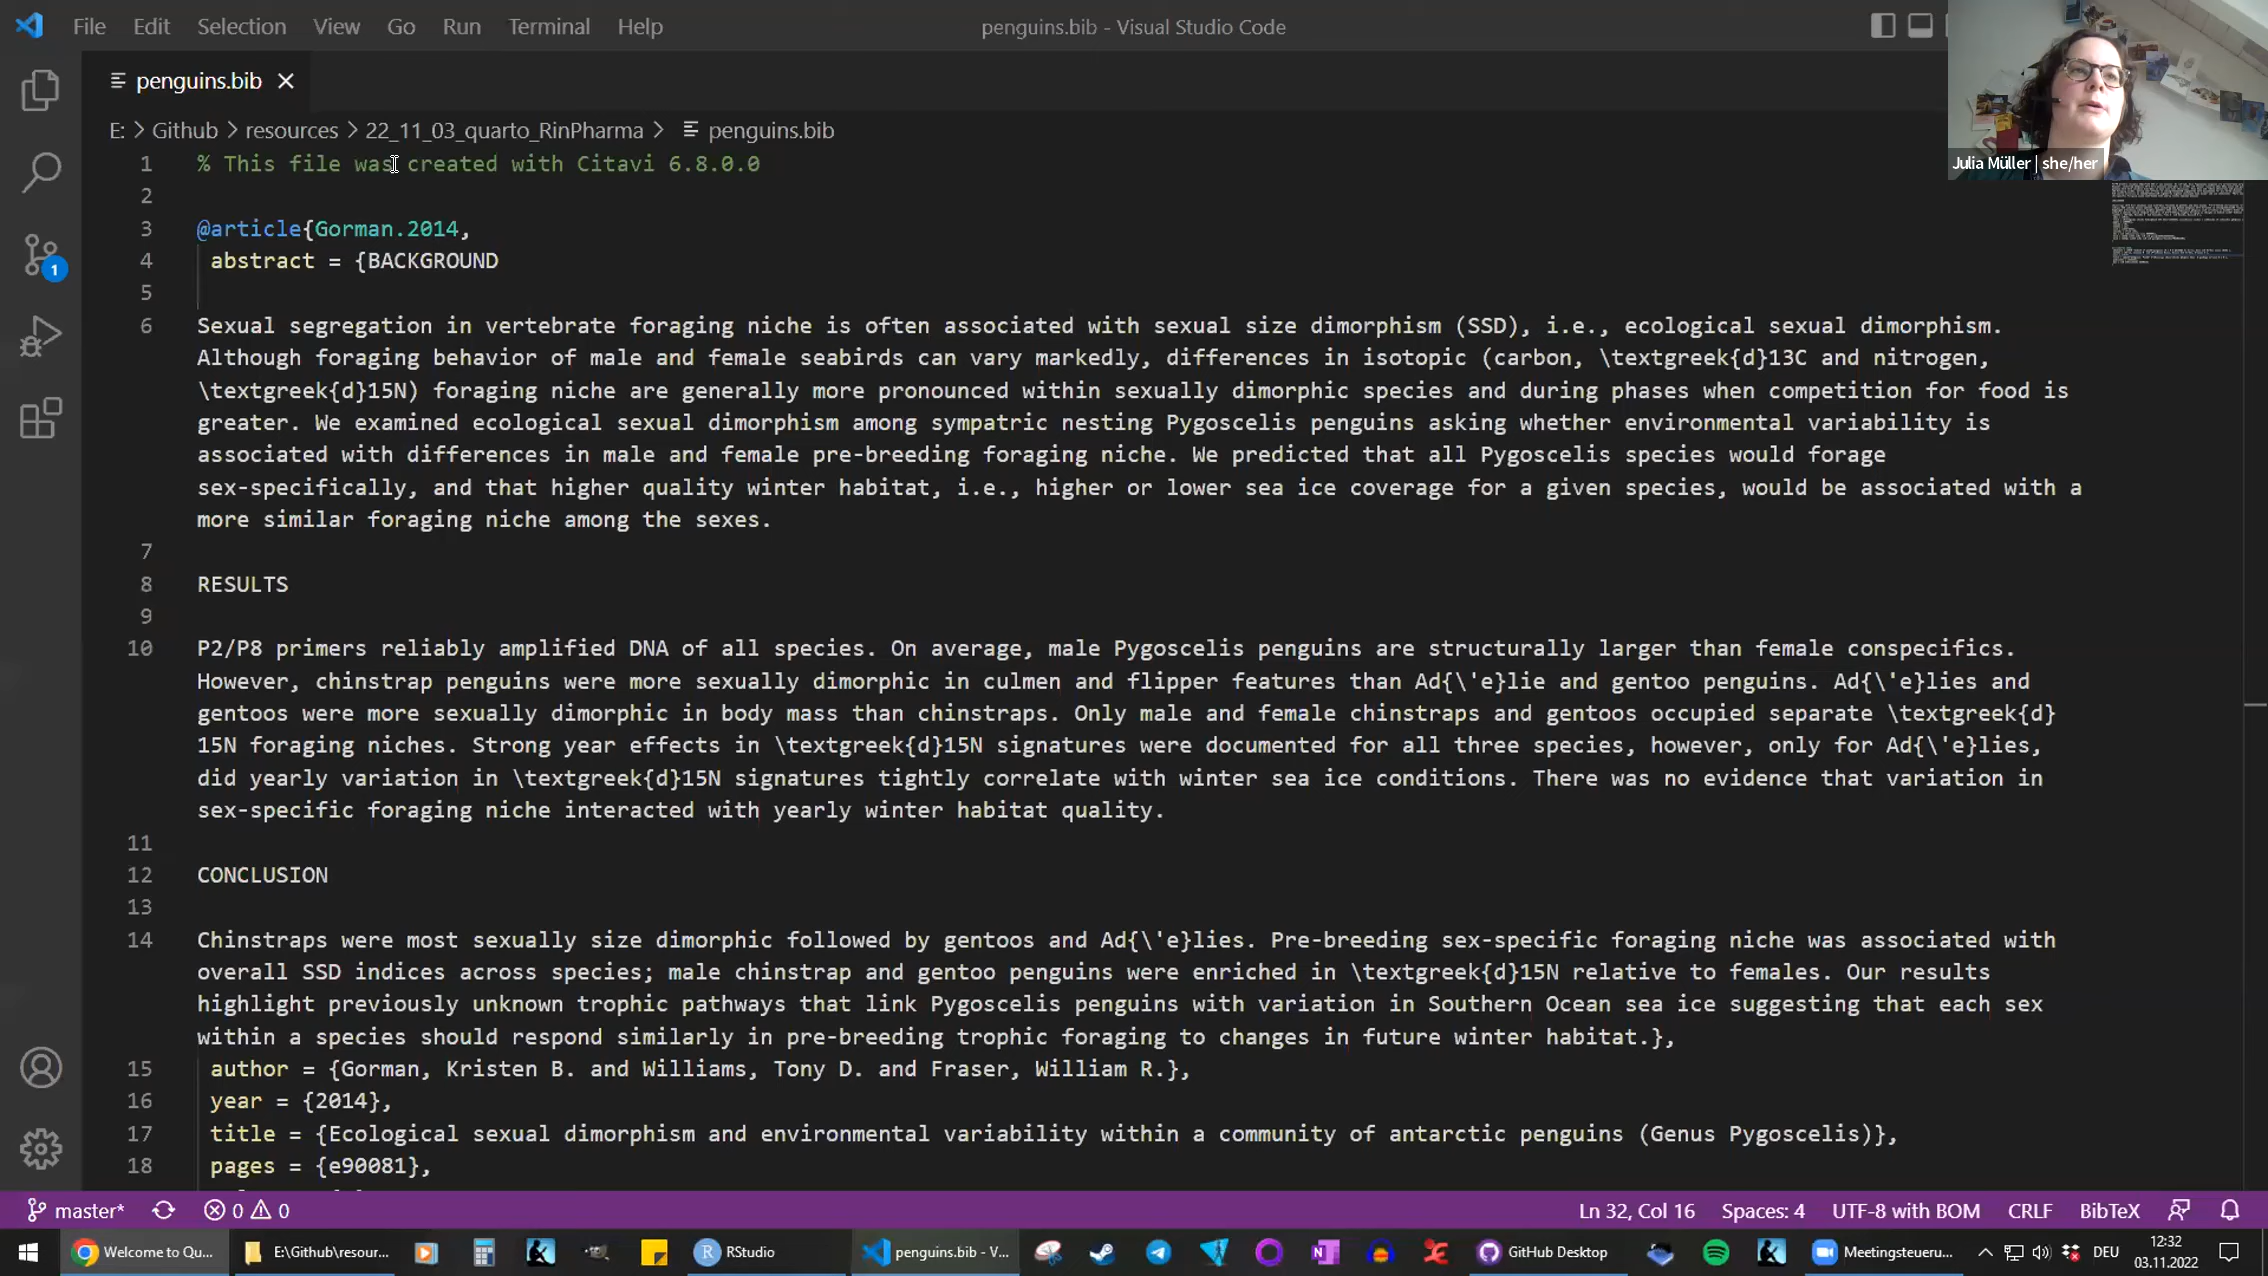 File Edit Selection View Go Run Terminal Help
penguins.bib - Visual Studio Code
penguins.bib
E: > Github > resources > 22_11_03_quarto_RinPharma > penguins.bib
Julia Müller | she/her
1 % This file was created with Citavi 6.8.0.0
2
3 @article{Gorman.2014,
4 abstract = {BACKGROUND
5
6 Sexual segregation in vertebrate foraging niche is often associated with sexual size dimorphism (SSD), i.e., ecological sexual dimorphism.
Although foraging behavior of male and female seabirds can vary markedly, differences in isotopic (carbon, \textgreek{d}13C and nitrogen,
\textgreek{d}15N) foraging niche are generally more pronounced within sexually dimorphic species and during phases when competition for food is
greater. We examined ecological sexual dimorphism among sympatric nesting Pygoscelis penguins asking whether environmental variability is
associated with differences in male and female pre-breeding foraging niche. We predicted that all Pygoscelis species would forage
sex-specifically, and that higher quality winter habitat, i.e., higher or lower sea ice coverage for a given species, would be associated with a
more similar foraging niche among the sexes.
7
8 RESULTS
9
10 P2/P8 primers reliably amplified DNA of all species. On average, male Pygoscelis penguins are structurally larger than female conspecifics.
However, chinstrap penguins were more sexually dimorphic in culmen and flipper features than Ad{\'e}lie and gentoo penguins. Ad{\'e}lies and
gentoos were more sexually dimorphic in body mass than chinstraps. Only male and female chinstraps and gentoos occupied separate \textgreek{d}
15N foraging niches. Strong year effects in \textgreek{d}15N signatures were documented for all three species, however, only for Ad{\'e}lies,
did yearly variation in \textgreek{d}15N signatures tightly correlate with winter sea ice conditions. There was no evidence that variation in
sex-specific foraging niche interacted with yearly winter habitat quality.
11
12 CONCLUSION
13
14 Chinstraps were most sexually size dimorphic followed by gentoos and Ad{\'e}lies. Pre-breeding sex-specific foraging niche was associated with
overall SSD indices across species; male chinstrap and gentoo penguins were enriched in \textgreek{d}15N relative to females. Our results
highlight previously unknown trophic pathways that link Pygoscelis penguins with variation in Southern Ocean sea ice suggesting that each sex
within a species should respond similarly in pre-breeding trophic foraging to changes in future winter habitat.},
15 author = {Gorman, Kristen B. and Williams, Tony D. and Fraser, William R.},
16 year = {2014},
17 title = {Ecological sexual dimorphism and environmental variability within a community of antarctic penguins (Genus Pygoscelis)},
18 pages = {e90081},
1
master* 0 0
Ln 32, Col 16 Spaces: 4 UTF-8 with BOM CRLF BibTeX
Welcome to Qu... E:\Github\resour... RStudio penguins.bib - V... GitHub Desktop Meetingsteueru... DEU 12:32
03.11.2022